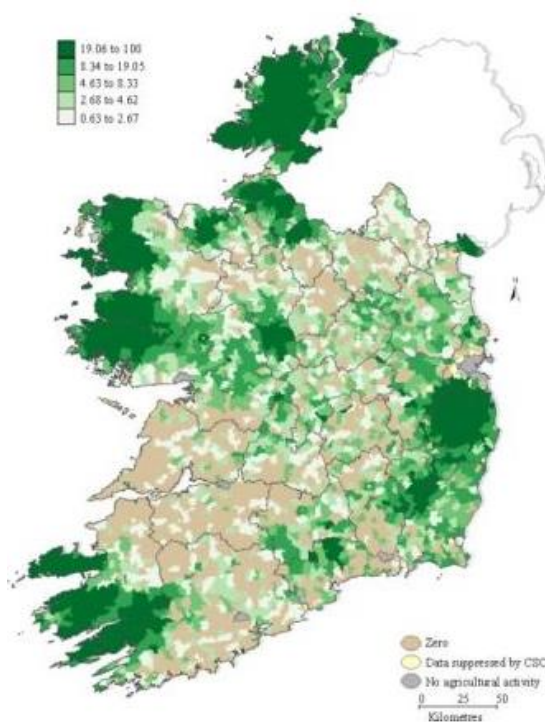 19.06 to 100
8.34 to 19.05
4.63 to 8.33
2.68 to 4.62
0.63 to 2.67
N
Zero
Data suppressed by CSO
No agricultural activity
0 25 50
Kilometres